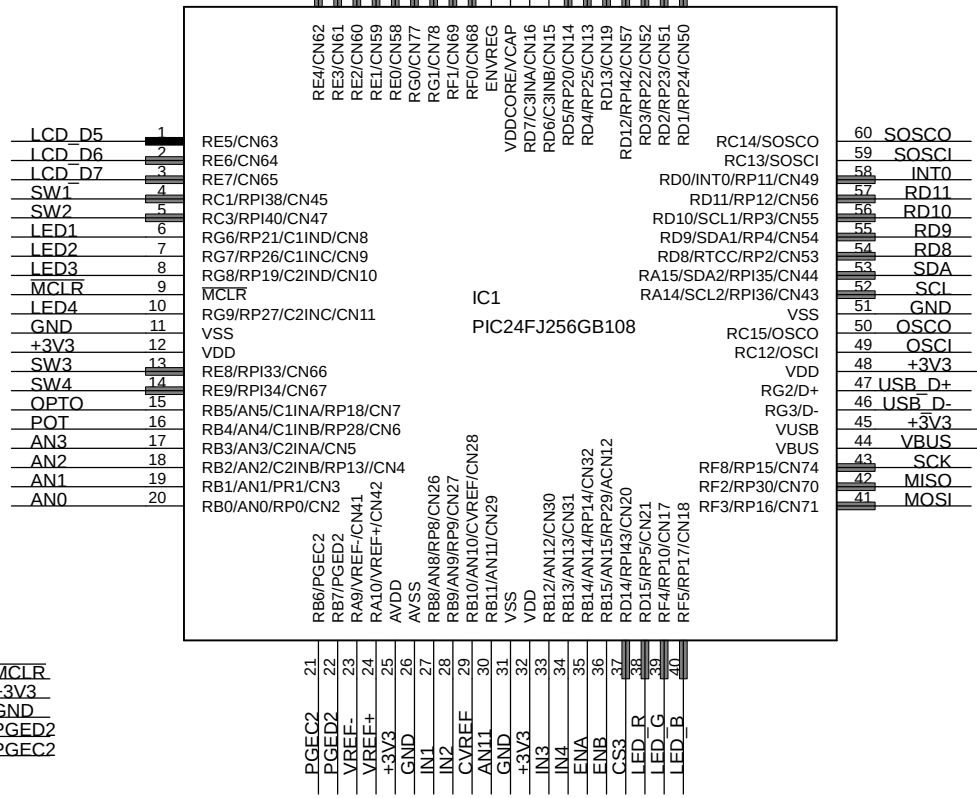 RE4/CN62
RE3/CN61
RE2/CN60
RE1/CN59
RE0/CN58
RG0/CN77
RG1/CN78
RF1/CN69
RF0/CN68
ENVREG
VDDCORE/VCAP
RD7/C3INA/CN16
RD6/C3INB/CN15
RD5/RP20/CN14
RD4/RP25/CN13
RD13/CN19
RD12/RPI42/CN57
RD3/RP22/CN52
RD2/RP23/CN51
RD1/RP24/CN50
LCD_D5 1 RE5/CN63
LCD_D6 2 RE6/CN64
LCD_D7 3 RE7/CN65
SW1 4 RC1/RPI38/CN45
SW2 5 RC3/RPI40/CN47
LED1 6 RG6/RP21/C1IND/CN8
LED2 7 RG7/RP26/C1INC/CN9
LED3 8 RG8/RP19/C2IND/CN10
MCLR 9 MCLR
LED4 10 RG9/RP27/C2INC/CN11
GND 11 VSS
+3V3 12 VDD
SW3 13 RE8/RPI33/CN66
SW4 14 RE9/RPI34/CN67
OPTO 15 RB5/AN5/C1INA/RP18/CN7
POT 16 RB4/AN4/C1INB/RP28/CN6
AN3 17 RB3/AN3/C2INA/CN5
AN2 18 RB2/AN2/C2INB/RP13//CN4
AN1 19 RB1/AN1/PR1/CN3
AN0 20 RB0/AN0/RP0/CN2
IC1
PIC24FJ256GB108
RC14/SOSCO 60 SOSCO
RC13/SOSCI 59 SOSCI
RD0/INT0/RP11/CN49 58 INT0
RD11/RP12/CN56 57 RD11
RD10/SCL1/RP3/CN55 56 RD10
RD9/SDA1/RP4/CN54 55 RD9
RD8/RTCC/RP2/CN53 54 RD8
RA15/SDA2/RPI35/CN44 53 SDA
RA14/SCL2/RPI36/CN43 52 SCL
VSS 51 GND
RC15/OSCO 50 OSCO
RC12/OSCI 49 OSCI
VDD 48 +3V3
RG2/D+ 47 USB_D+
RG3/D- 46 USB_D-
VUSB 45 +3V3
VBUS 44 VBUS
RF8/RP15/CN74 43 SCK
RF2/RP30/CN70 42 MISO
RF3/RP16/CN71 41 MOSI
RB6/PGEC2 21 PGEC2
RB7/PGED2 22 PGED2
RA9/VREF-/CN41 23 VREF-
RA10/VREF+/CN42 24 VREF+
AVDD 25 +3V3
AVSS 26 GND
RB8/AN8/RP8/CN26 27 IN1
RB9/AN9/RP9/CN27 28 IN2
RB10/AN10/CVREF/CN28 29 CVREF
RB11/AN11/CN29 30 AN11
VSS 31 GND
VDD 32 +3V3
RB12/AN12/CN30 33 IN3
RB13/AN13/CN31 34 IN4
RB14/AN14/RP14/CN32 35 ENA
RB15/AN15/RP29/ACN12 36 ENB
RD14/RPI43/CN20 37 CS3
RD15/RP5/CN21 38 LED_R
RF4/RP10/CN17 39 LED_G
RF5/RP17/CN18 40 LED_B
MCLR
+3V3
GND
PGED2
PGEC2